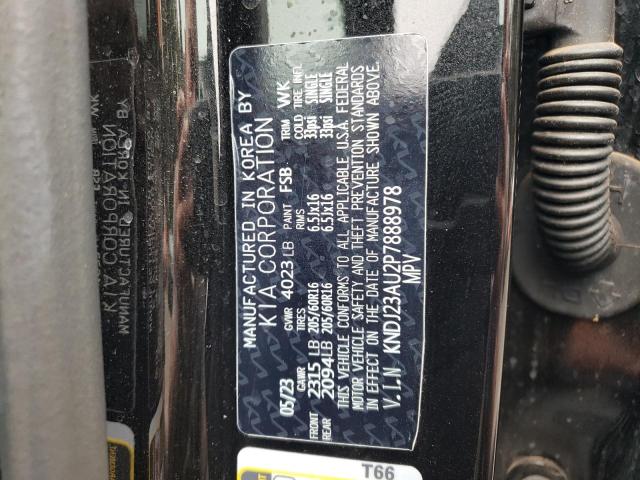 MANUFACTURED IN KOREA BY
KIA CORPORATION
05/23 GVWR 4023 LB PAINT FSB TRIM WK
GAWR TIRES RIMS COLD TIRE INFL
FRONT 2315 LB 205/60R16 6.5Jx16 33psi SINGLE
REAR 2094LB 205/60R16 6.5Jx16 33psi SINGLE
THIS VEHICLE CONFORMS TO ALL APPLICABLE U.S.A. FEDERAL
MOTOR VEHICLE SAFETY AND THEFT PREVENTION STANDARDS
IN EFFECT ON THE DATE OF MANUFACTURE SHOWN ABOVE.
V.I.N KNDJ23AU2P7888978
MPV
T66